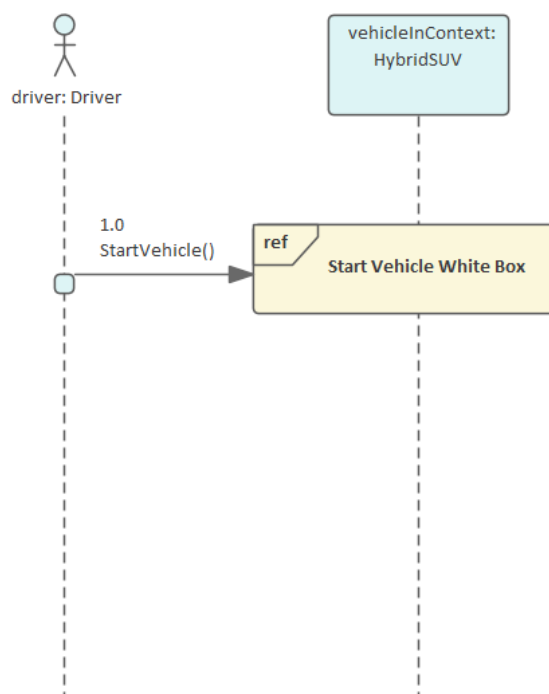 vehicleInContext:
HybridSUV
driver: Driver
1.0
StartVehicle()
ref
Start Vehicle White Box